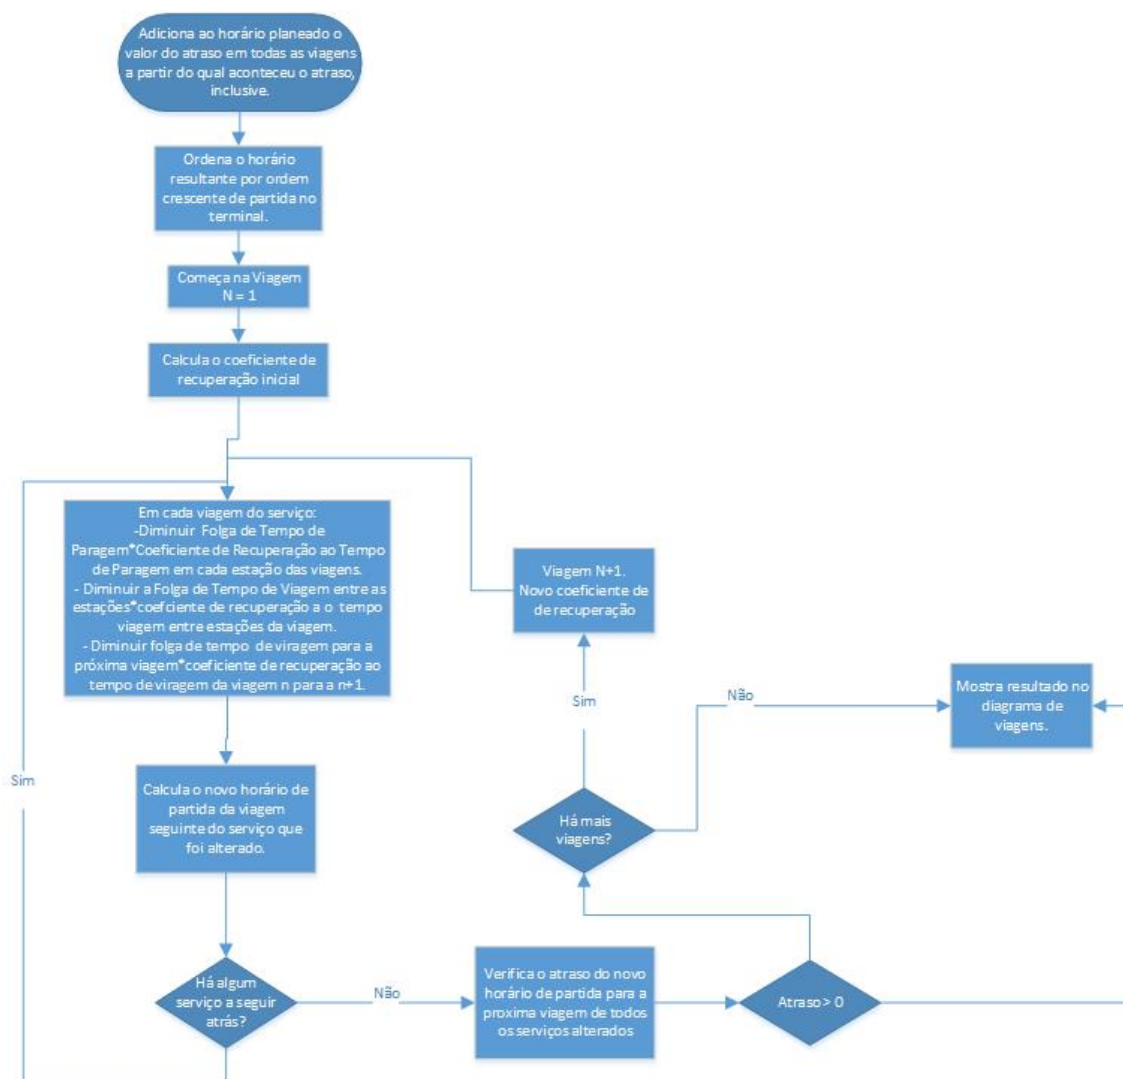 Adiciona ao horário planeado o
valor do atraso em todas as viagens
a partir do qual aconteceu o atraso,
inclusive.
Ordena o horário
resultante por ordem
crescente de partida no
terminal.
Começa na Viagem
N = 1
Calcula o coeficiente de
recuperação inicial
Em cada viagem do serviço:
-Diminuir Folga de Tempo de
Paragem*Coeficiente de Recuperação ao Tempo
de Paragem em cada estação das viagens.
- Diminuir a Folga de Tempo de Viagem entre as
estações*coefciente de recuperação a o tempo
viagem entre estações da viagem.
- Diminuir folga de tempo de viragem para a
próxima viagem*coeficiente de recuperação ao
tempo de viragem da viagem n para a n+1.
Viagem N+1.
Novo coeficiente de
de recuperação
Sim
Não
Mostra resultado no
diagrama de
viagens.
Sim
Calcula o novo horário de
partida da viagem
seguinte do serviço que
foi alterado.
Há mais
viagens?
Há algum
serviço a seguir
atrás?
Não
Verifica o atraso do novo
horário de partida para a
proxima viagem de todos
os serviços alterados
Atraso> 0